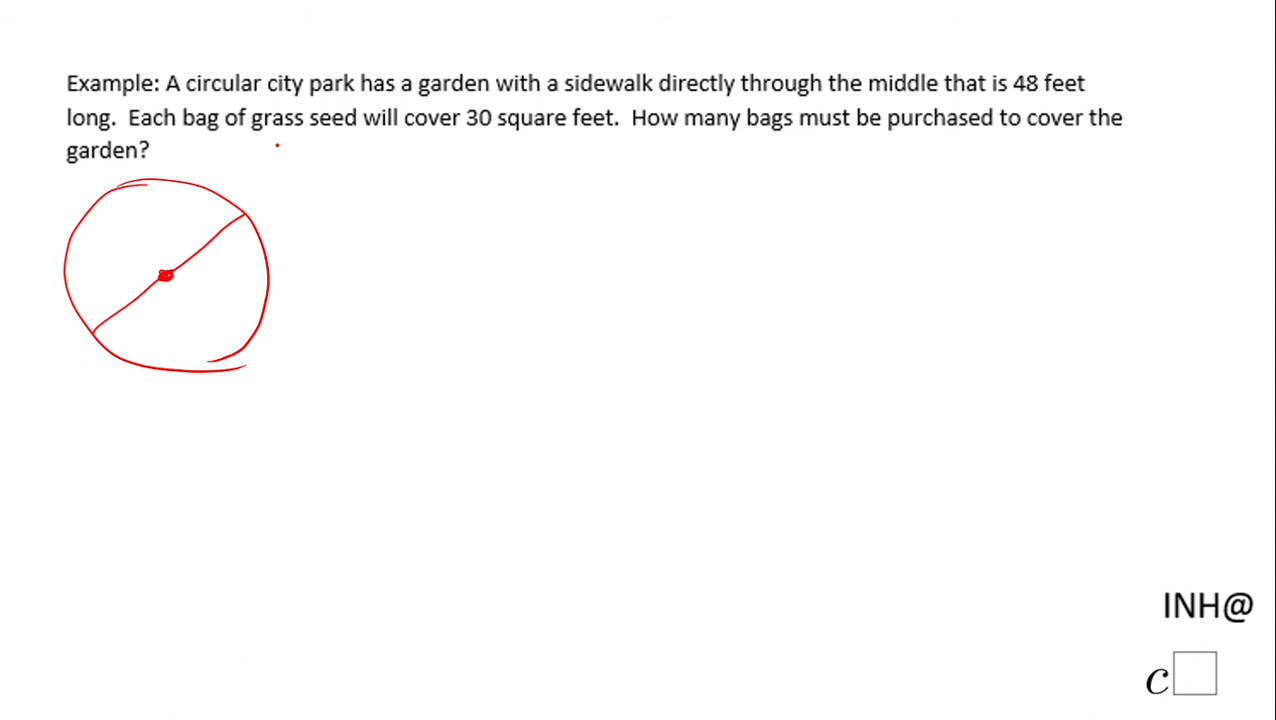 Example: A circular city park has a garden with a sidewalk directly through the middle that is 48 feet
long.  Each bag of grass seed will cover 30 square feet.  How many bags must be purchased to cover the
garden?
INH@
c